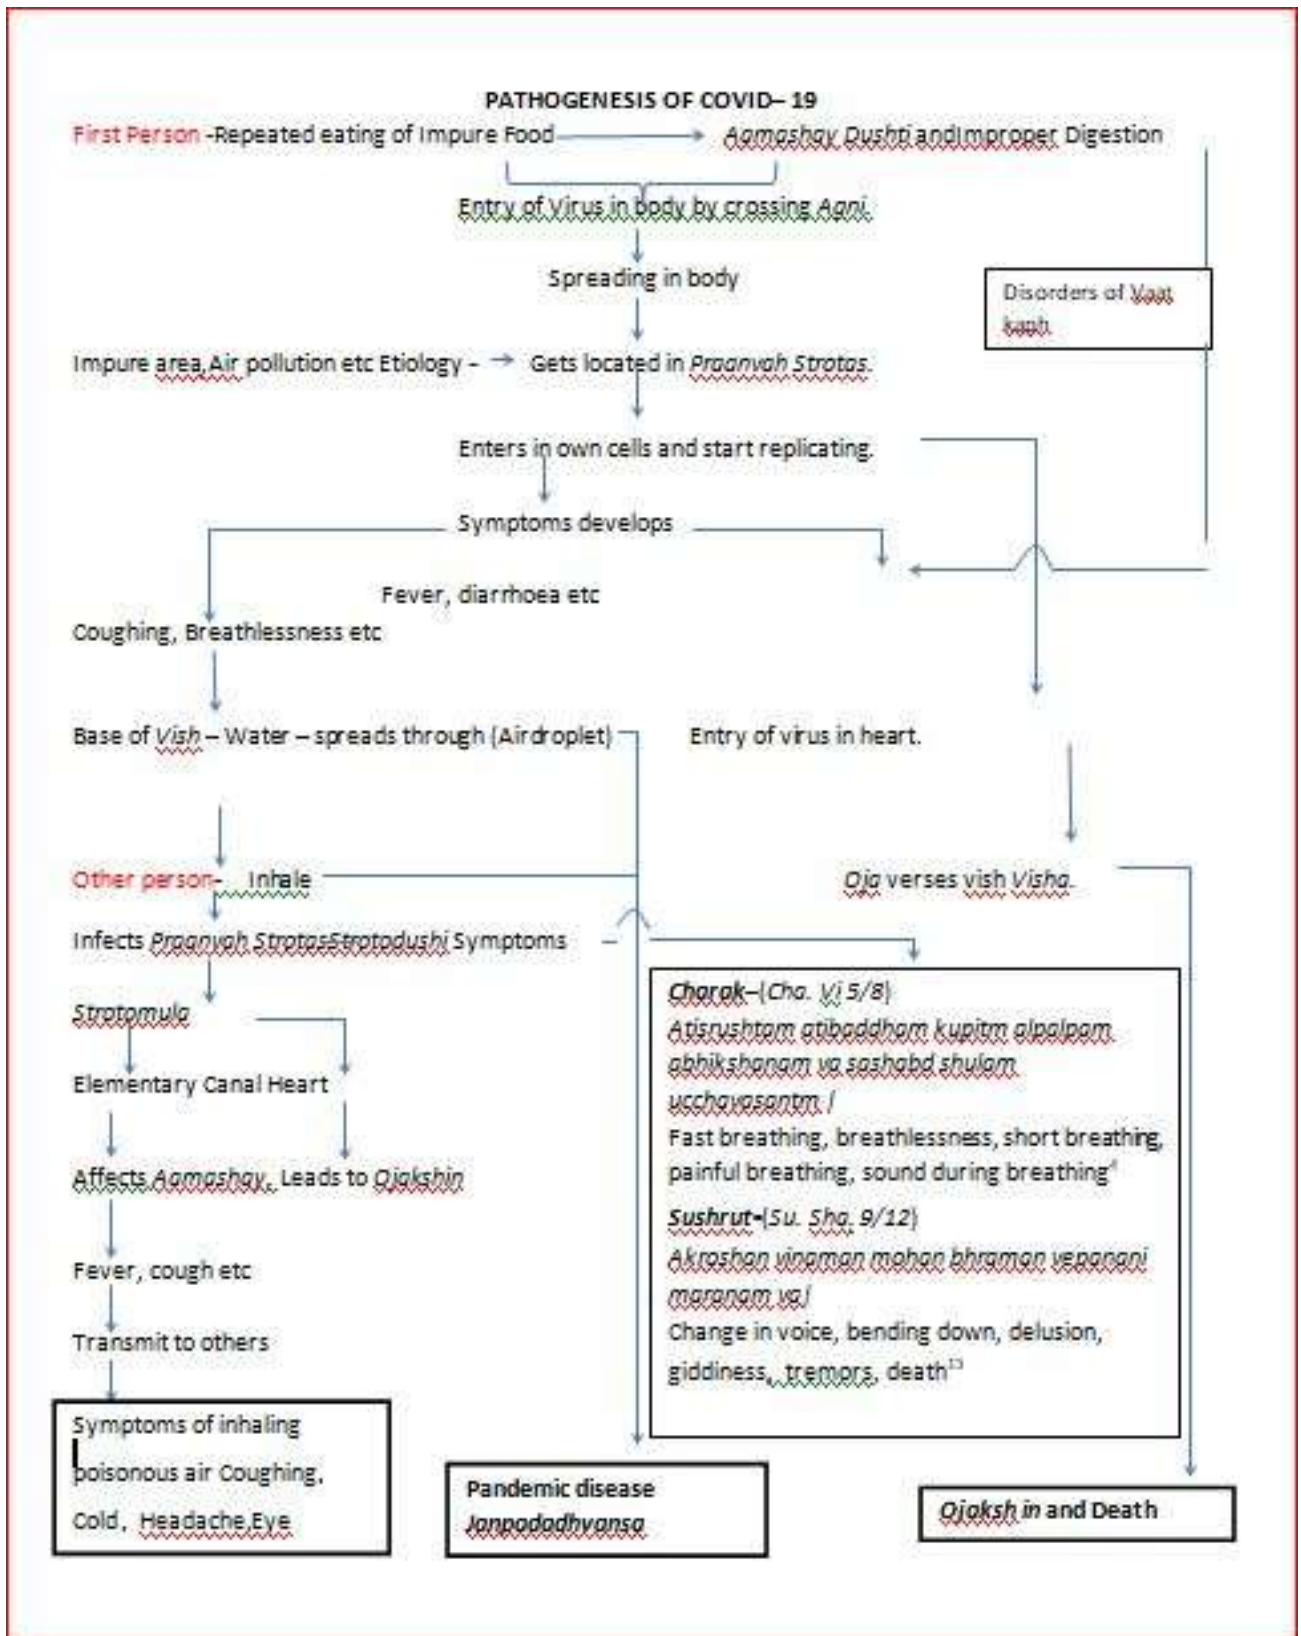 PATHOGENESIS OF COVID– 19
First Person -Repeated eating of Impure Food
Aamashay Dushti andImproper Digestion
Entry of Virus in body by crossing Agni.
Spreading in body
Disorders of Vaat
kaph.
Impure area,Air pollution etc Etiology –
Gets located in Praanvah Strotas.
Enters in own cells and start replicating.
Symptoms develops
Fever, diarrhoea etc
Coughing, Breathlessness etc
Base of Vish – Water – spreads through (Airdroplet)
Entry of virus in heart.
Other person- Inhale
Oja verses vish Visha.
Infects Praanvah StrotasStrotodushi Symptoms
Strotomula
Elementary Canal Heart
Affects Aamashay, Leads to Ojakshin
Fever, cough etc
Transmit to others
Symptoms of inhaling
poisonous air Coughing,
Cold, Headache,Eye
Charak–(Cha. Vi 5/8)
Atisrushtam atibaddham kupitm alpalpam
abhikshanam va sashabd shulam
ucchavasantm /
Fast breathing, breathlessness, short breathing,
painful breathing, sound during breathing4
Sushrut-(Su. Sha. 9/12)
Akroshan vinaman mohan bhraman vepanani
maranam va/
Change in voice, bending down, delusion,
giddiness, tremors, death13
Pandemic disease
Janpadadhvansa
Ojaksh in and Death